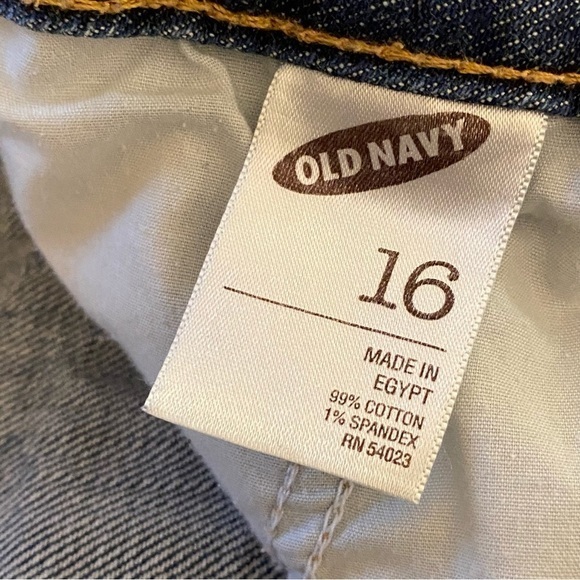 OLD NAVY
16
MADE IN
EGYPT
99% COTTON
1% SPANDEX
RN 54023